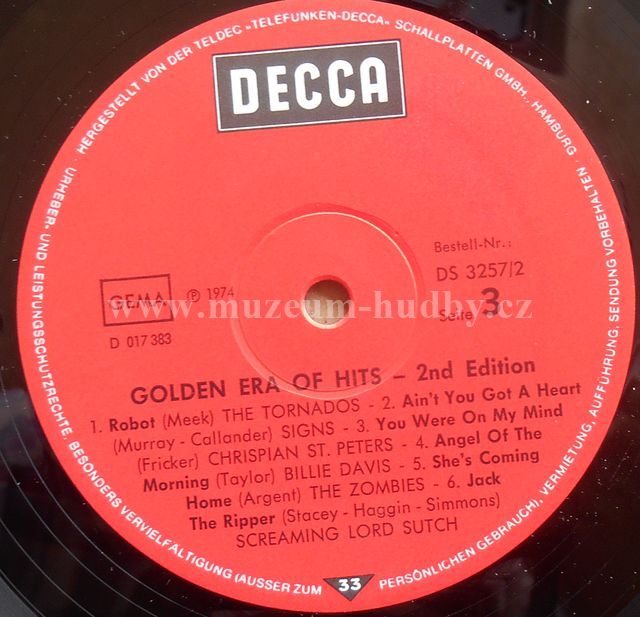 HERGESTELLT VON DER TELDEC »TELEFUNKEN-DECCA« SCHALLPLATTEN GMBH., HAMBURG
URHEBER- UND LEISTUNGSSCHUTZRECHTE, BESONDERS VERVIELFÄLTIGUNG (AUSSER ZUM PERSÖNLICHEN GEBRAUCH), VERMIETUNG, AUFFÜHRUNG, SENDUNG VORBEHALTEN
DECCA
Bestell-Nr.:
DS 3257/2
GEMA ℗ 1974
Seite 3
www.muzeum-hudby.cz
D 017 383
GOLDEN ERA OF HITS – 2nd Edition
1. Robot (Meek) THE TORNADOS - 2. Ain't You Got A Heart
(Murray - Callander) SIGNS - 3. You Were On My Mind
(Fricker) CHRISPIAN ST. PETERS - 4. Angel Of The
Morning (Taylor) BILLIE DAVIS - 5. She's Coming
Home (Argent) THE ZOMBIES - 6. Jack
The Ripper (Stacey - Haggin - Simmons)
SCREAMING LORD SUTCH
33